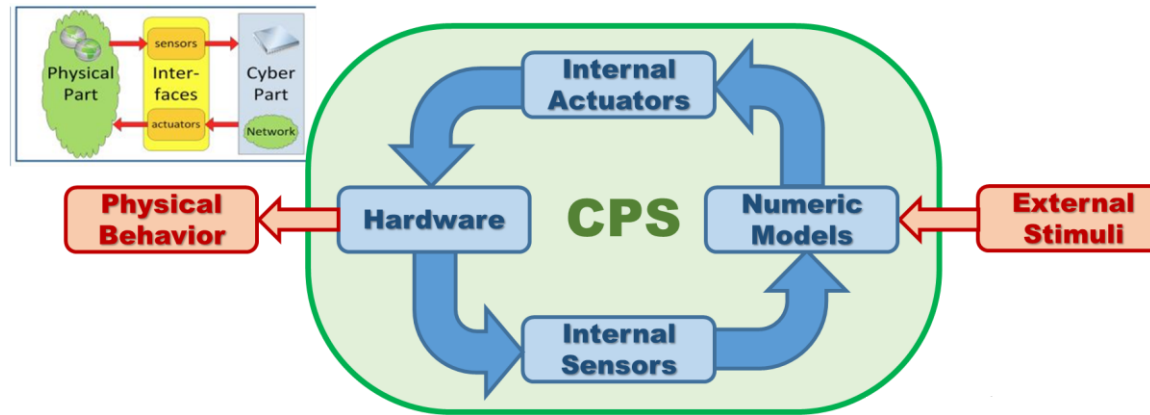 sensors
Physical
Part
Inter-
faces
Cyber
Part
actuators
Network
Internal
Actuators
Physical
Behavior
Hardware
CPS
Numeric
Models
External
Stimuli
Internal
Sensors